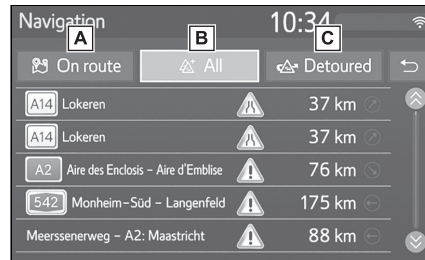 Navigation 10:34
A B C
On route All Detoured
A14 Lokeren 37 km
A14 Lokeren 37 km
A2 Aire des Enclosis - Aire d'Emblise 76 km
542 Monheim-Süd - Langenfeld 175 km
Meerssenerweg - A2: Maastricht 88 km